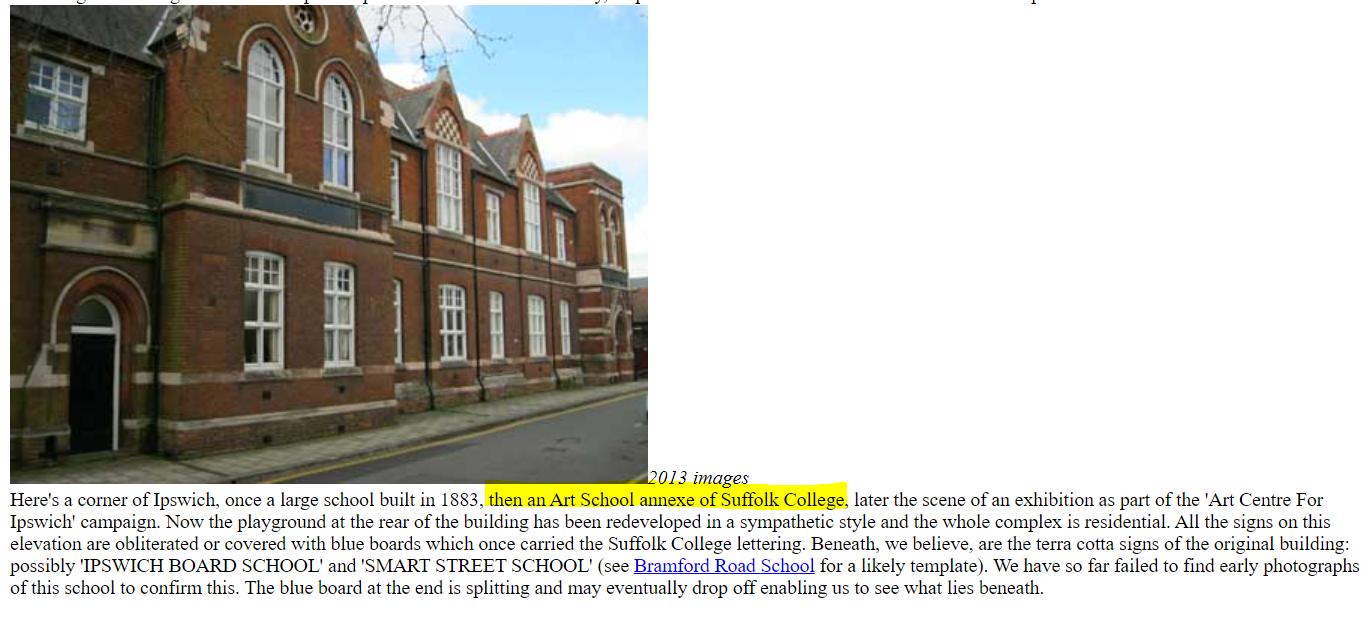 2013 images
Here's a corner of Ipswich, once a large school built in 1883, then an Art School annexe of Suffolk College, later the scene of an exhibition as part of the 'Art Centre For
Ipswich' campaign. Now the playground at the rear of the building has been redeveloped in a sympathetic style and the whole complex is residential. All the signs on this
elevation are obliterated or covered with blue boards which once carried the Suffolk College lettering. Beneath, we believe, are the terra cotta signs of the original building:
possibly 'IPSWICH BOARD SCHOOL' and 'SMART STREET SCHOOL' (see Bramford Road School for a likely template). We have so far failed to find early photographs
of this school to confirm this. The blue board at the end is splitting and may eventually drop off enabling us to see what lies beneath.